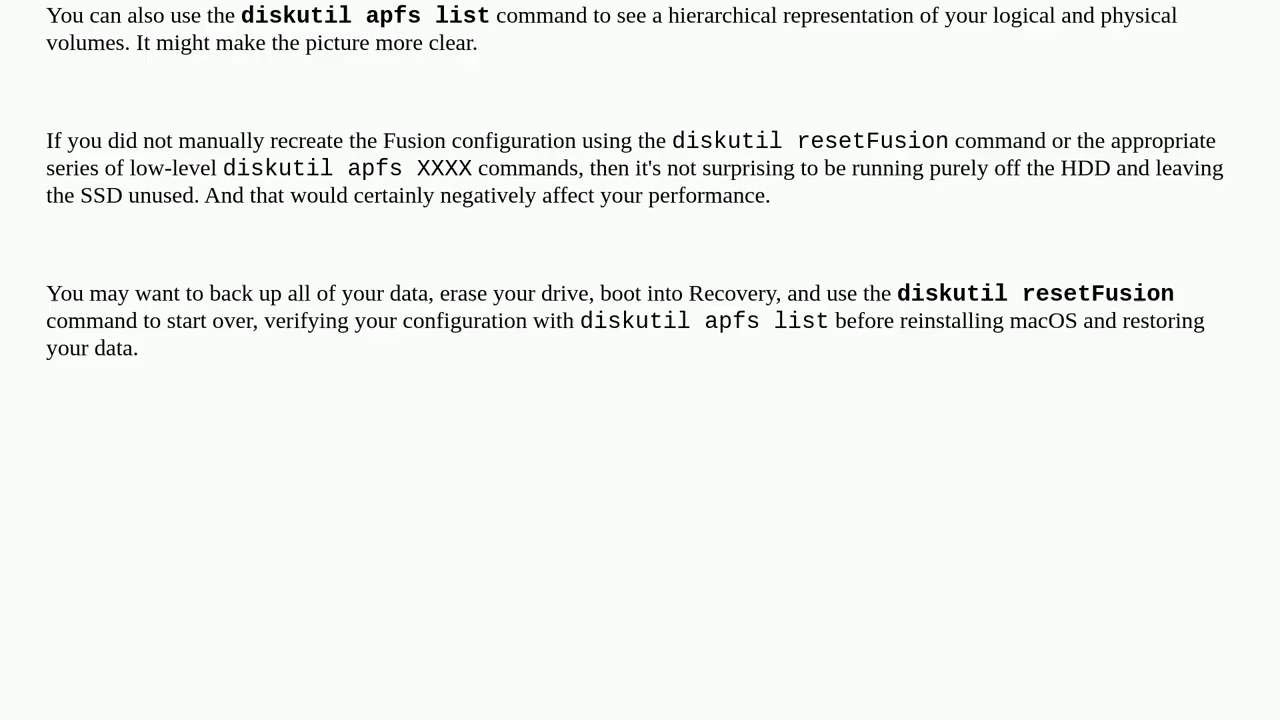 You can also use the diskutil apfs list command to see a hierarchical representation of your logical and physical
volumes. It might make the picture more clear.
If you did not manually recreate the Fusion configuration using the diskutil resetFusion command or the appropriate
series of low-level diskutil apfs XXXX commands, then it's not surprising to be running purely off the HDD and leaving
the SSD unused. And that would certainly negatively affect your performance.
You may want to back up all of your data, erase your drive, boot into Recovery, and use the diskutil resetFusion
command to start over, verifying your configuration with diskutil apfs list before reinstalling macOS and restoring
your data.